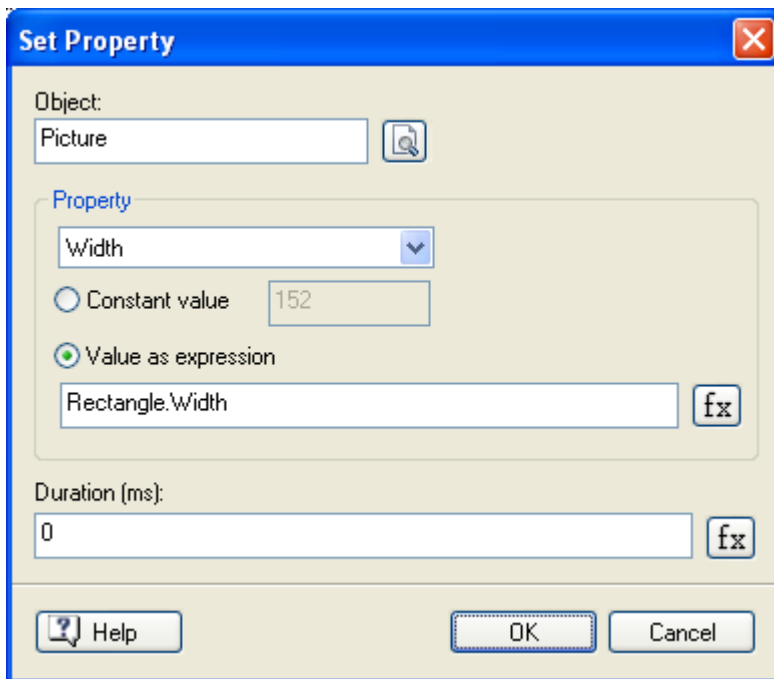 Set Property
Object:
Picture
Property
Width
Constant value 152
Value as expression
Rectangle.Width fx
Duration (ms):
0 fx
? Help OK Cancel